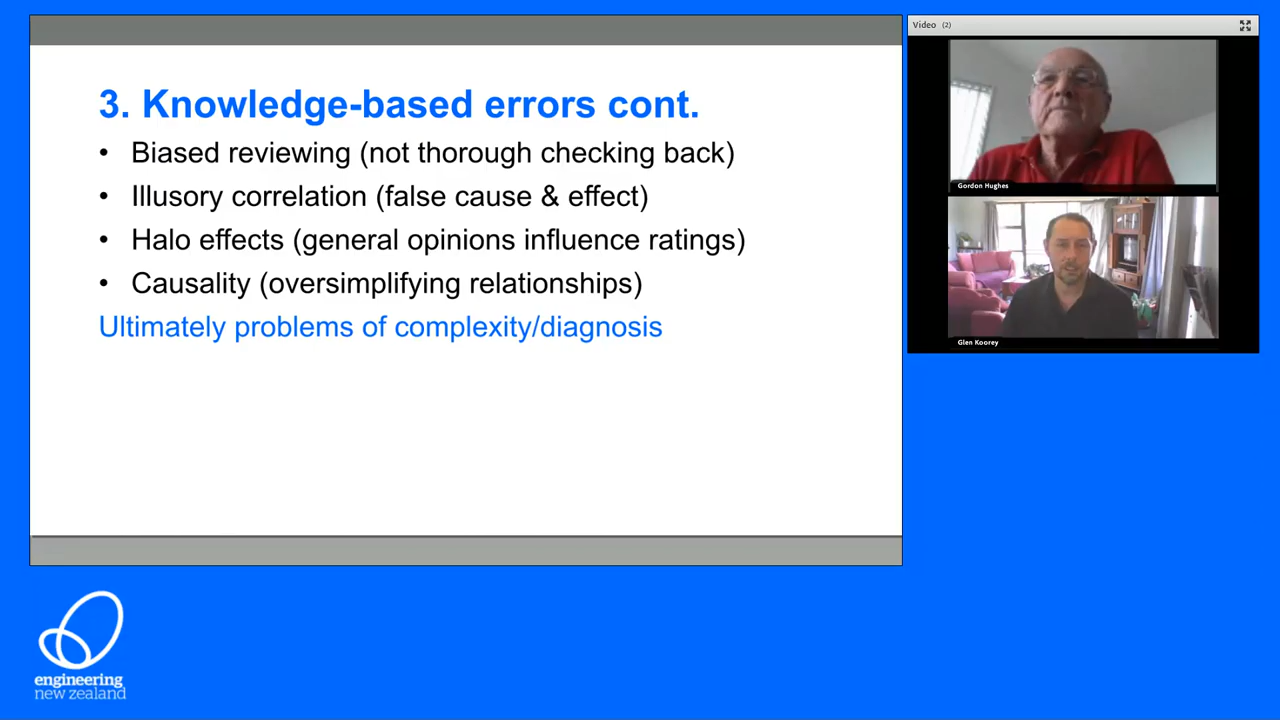 3. Knowledge-based errors cont.
• Biased reviewing (not thorough checking back)
• Illusory correlation (false cause & effect)
• Halo effects (general opinions influence ratings)
• Causality (oversimplifying relationships)
Ultimately problems of complexity/diagnosis
Video (2)
Gordon Hughes
Glen Koorey
engineering
new zealand